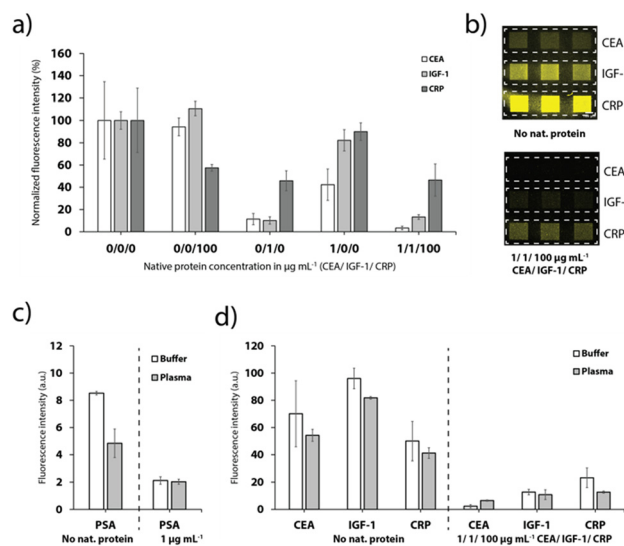 a)
Normalized fluorescence intensity (%)
160
140
120
100
80
60
40
20
0
CEA
IGF-1
CRP
0/0/0
0/0/100
0/1/0
1/0/0
1/1/100
Native protein concentration in µg mL⁻¹ (CEA/ IGF-1/ CRP)
b)
CEA
IGF-
CRP
No nat. protein
CEA
IGF-
CRP
1/ 1/ 100 µg mL⁻¹
CEA/ IGF-1/ CRP
c)
Fluorescence intensity (a.u.)
12
10
8
6
4
2
0
Buffer
Plasma
PSA
PSA
No nat. protein
1 µg mL⁻¹
d)
Fluorescence intensity (a.u.)
120
100
80
60
40
20
0
Buffer
Plasma
CEA
IGF-1
CRP
CEA
IGF-1
CRP
No nat. protein
1/ 1/ 100 µg mL⁻¹ CEA/ IGF-1/ CRP